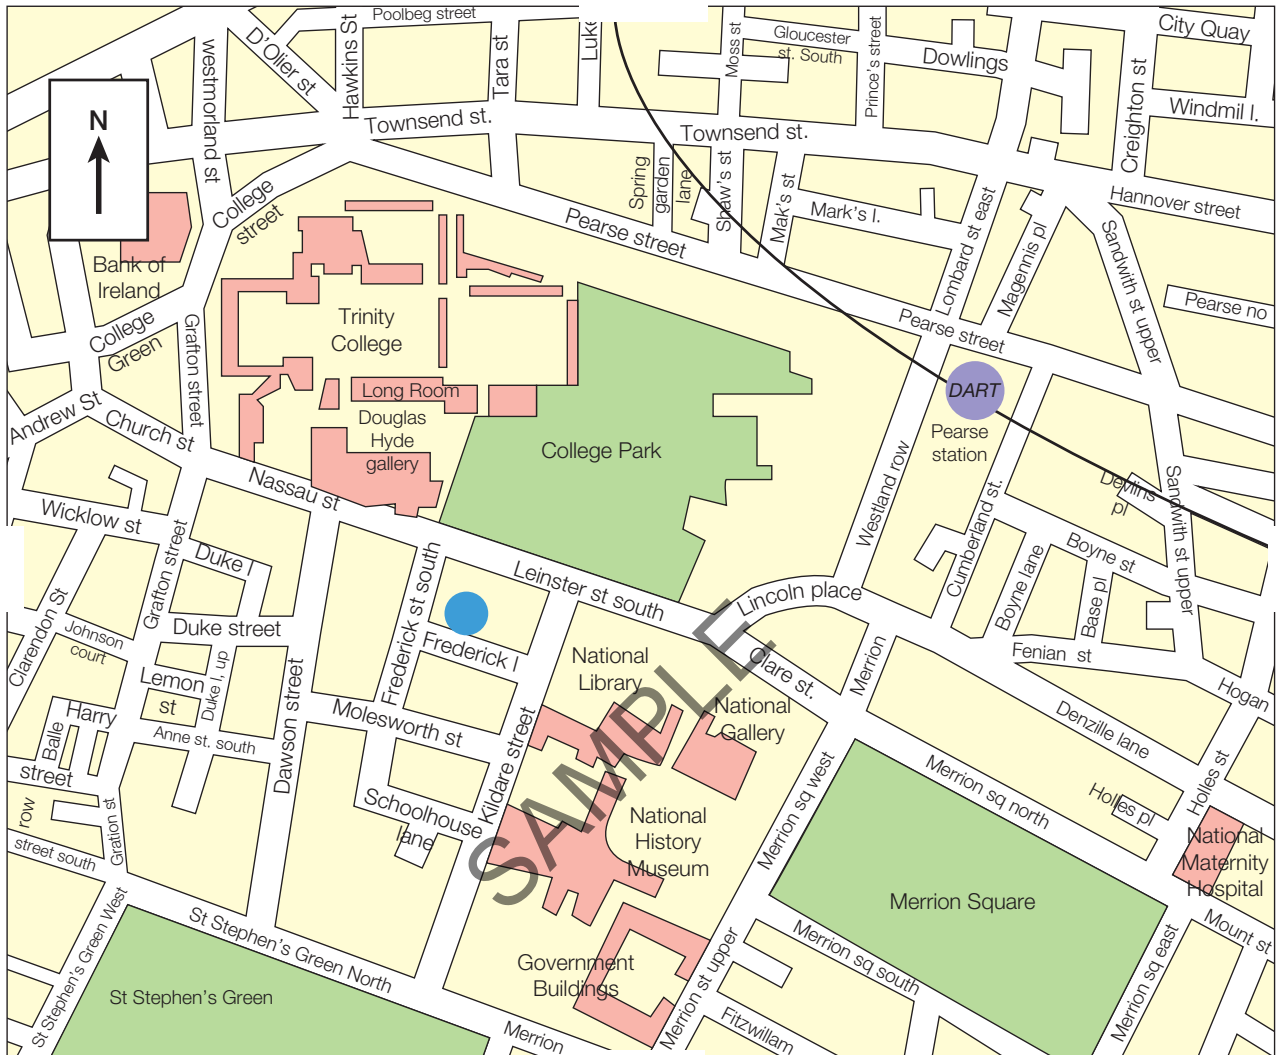 Poolbeg street
Hawkins St
D'Olier st
westmorland st
Tara st
Luke
Moss st
Gloucester
st. South
Prince's street
Dowlings
City Quay
Creighton st
Windmill l.
Townsend st.
Townsend st.
N
College
street
Spring
garden
lane
Shaw's st
Mak's st
Mark's l.
Pearse street
Lombard st east
Magennis pl
Hannover street
Sandwith st upper
Pearse no
Bank of
Ireland
College
Green
Grafton street
Trinity
College
Long Room
Douglas
Hyde
gallery
College Park
Pearse street
DART
Pearse
station
Andrew St
Church st
Nassau st
Westland row
Cumberland st.
Devlins
pl
Sandwith st upper
Wicklow st
Grafton street
Duke l
Duke street
Clarendon St
Johnson
court
Lemon
st
Duke l, up
Harry
Balle
street
Anne st. south
row
street south
Gration st
Dawson street
Frederick st south
Frederick l
Molesworth st
Schoolhouse
lane
Kildare street
Leinster st south
Lincoln place
Clare st.
Merrion
Boyne st
Boyne lane
Base pl
Fenian st
Hogan
Denzille lane
Holles st
Holles pl
National
Library
National
Gallery
National
History
Museum
SAMPLE
Merrion sq west
Merrion sq north
Merrion Square
National
Maternity
Hospital
Mount st
Merrion sq east
Merrion sq south
Merrion st upper
Fitzwillam
Government
Buildings
Merrion
St Stephen's Green North
St Stephen's Green West
St Stephen's Green